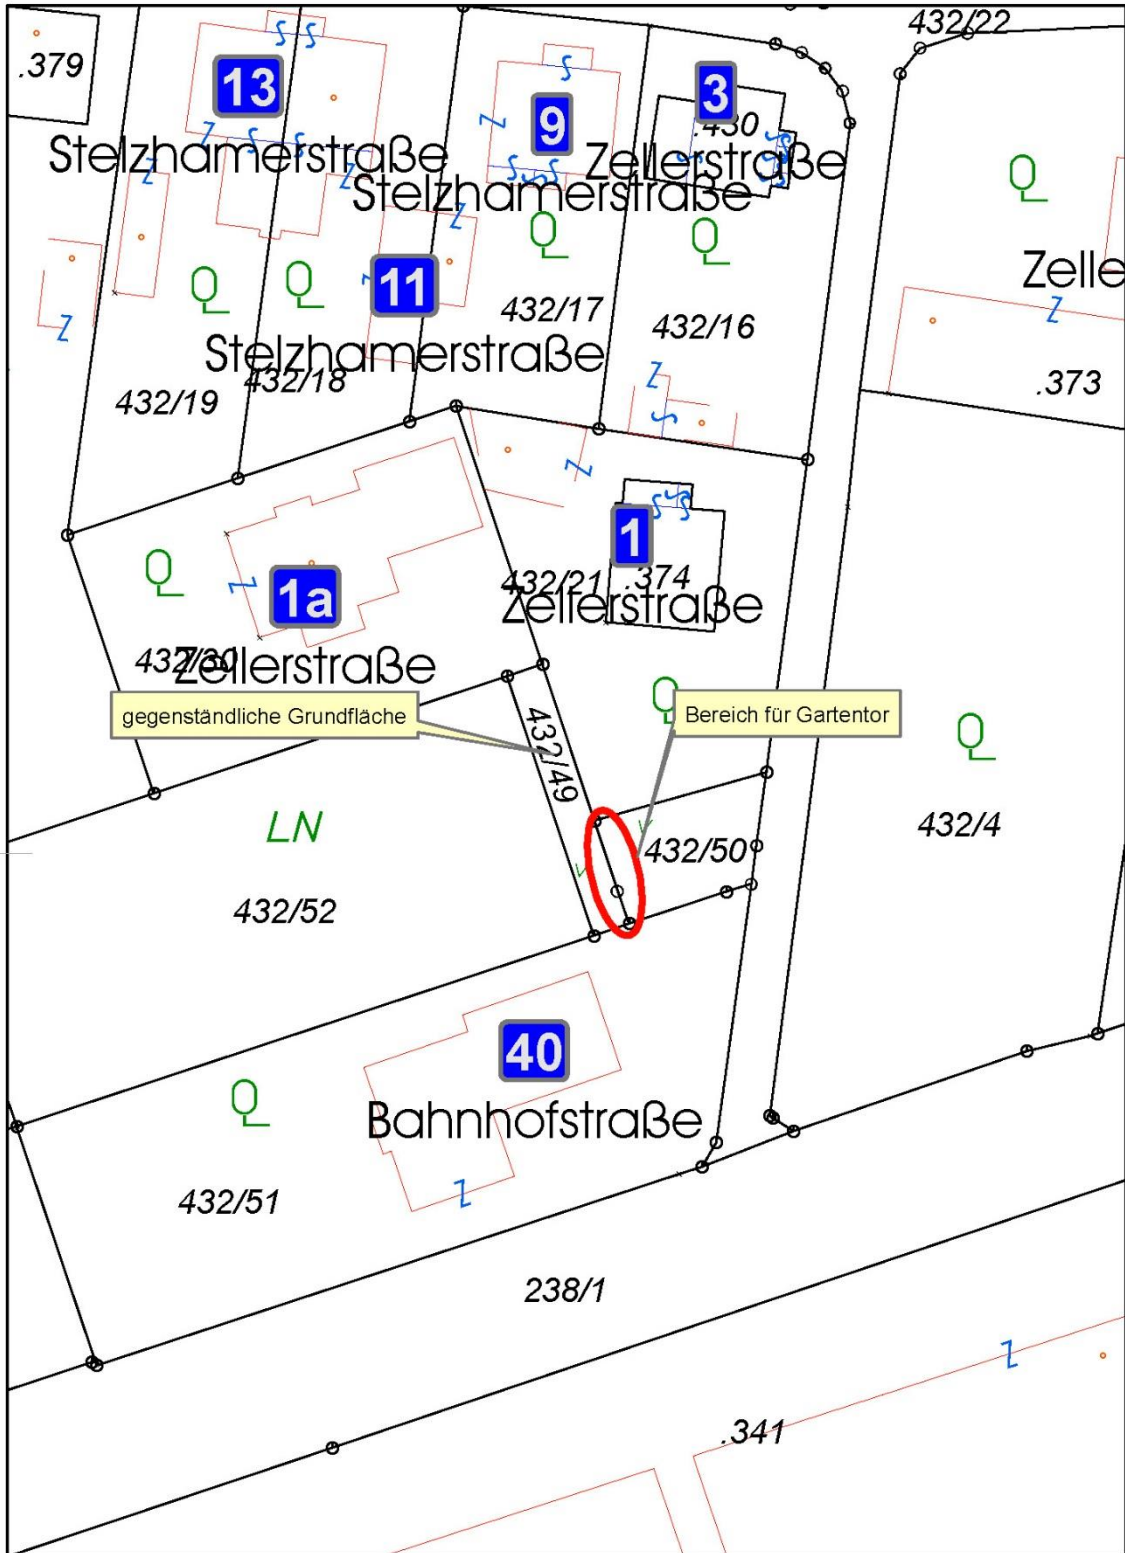 432/22
.379
13
9
3
.430
Stelzhamerstraße
Zellerstraße
Stelzhamerstraße
Zelle
11
432/17
432/16
Stelzhamerstraße
432/18
432/19
.373
1
432/21
.374
Zellerstraße
1a
432/30
Zellerstraße
gegenständliche Grundfläche
Bereich für Gartentor
432/49
LN
432/50
432/4
432/52
40
Bahnhofstraße
432/51
238/1
.341